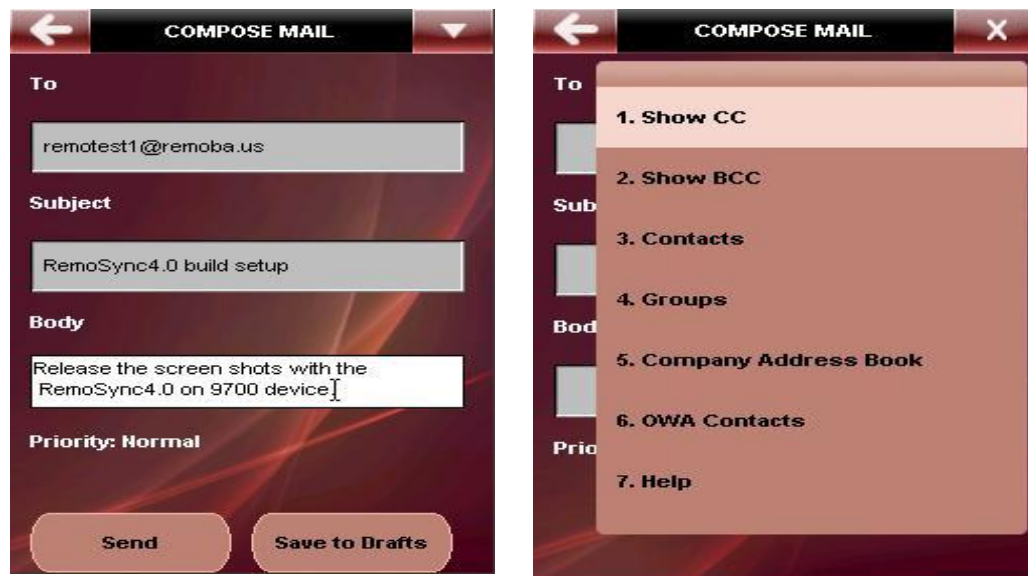 COMPOSE MAIL
To
remotest1@remoba.us
Subject
RemoSync4.0 build setup
Body
Release the screen shots with the
RemoSync4.0 on 9700 device.
Priority: Normal
Send
Save to Drafts
COMPOSE MAIL
To
1. Show CC
2. Show BCC
Sub
3. Contacts
4. Groups
Bod
5. Company Address Book
6. OWA Contacts
Prio
7. Help